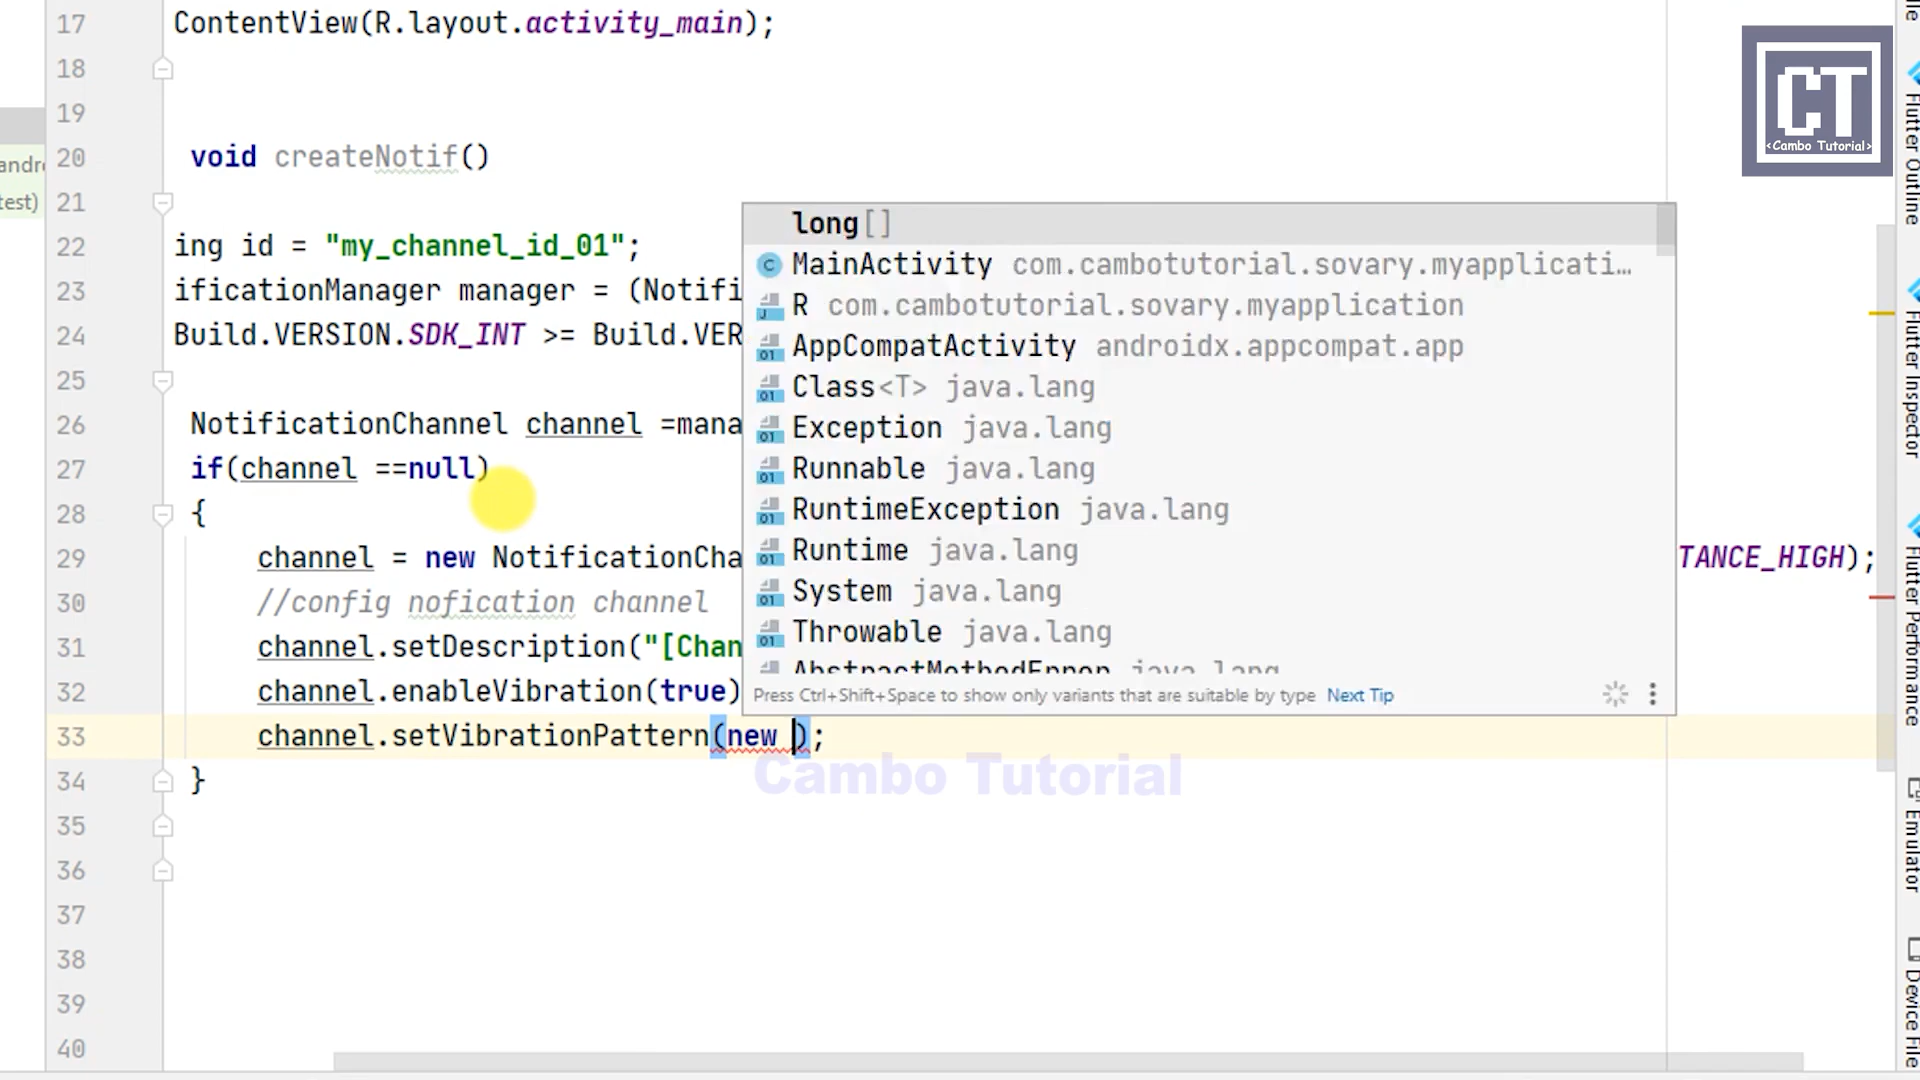 17 ContentView(R.layout.activity_main);
18
19
20 void createNotif()
21
22 ing id = "my_channel_id_01";
23 ificationManager manager = (Notifi
24 Build.VERSION.SDK_INT >= Build.VER
25
26 NotificationChannel channel =mana
27 if(channel ==null)
28 {
29 channel = new NotificationCha TANCE_HIGH);
30 //config nofication channel
31 channel.setDescription("[Chan
32 channel.enableVibration(true)
33 channel.setVibrationPattern(new );
34 }
35
36
37
38
39
40
andr
test)
long[]
MainActivity com.cambotutorial.sovary.myapplicati…
R com.cambotutorial.sovary.myapplication
AppCompatActivity androidx.appcompat.app
Class<T> java.lang
Exception java.lang
Runnable java.lang
RuntimeException java.lang
Runtime java.lang
System java.lang
Throwable java.lang
AbstractMethodError java.lang
Press Ctrl+Shift+Space to show only variants that are suitable by type Next Tip
Cambo Tutorial
CT
<Cambo Tutorial>
Flutter Outline
Flutter Inspector
Flutter Performance
Emulator
Device File